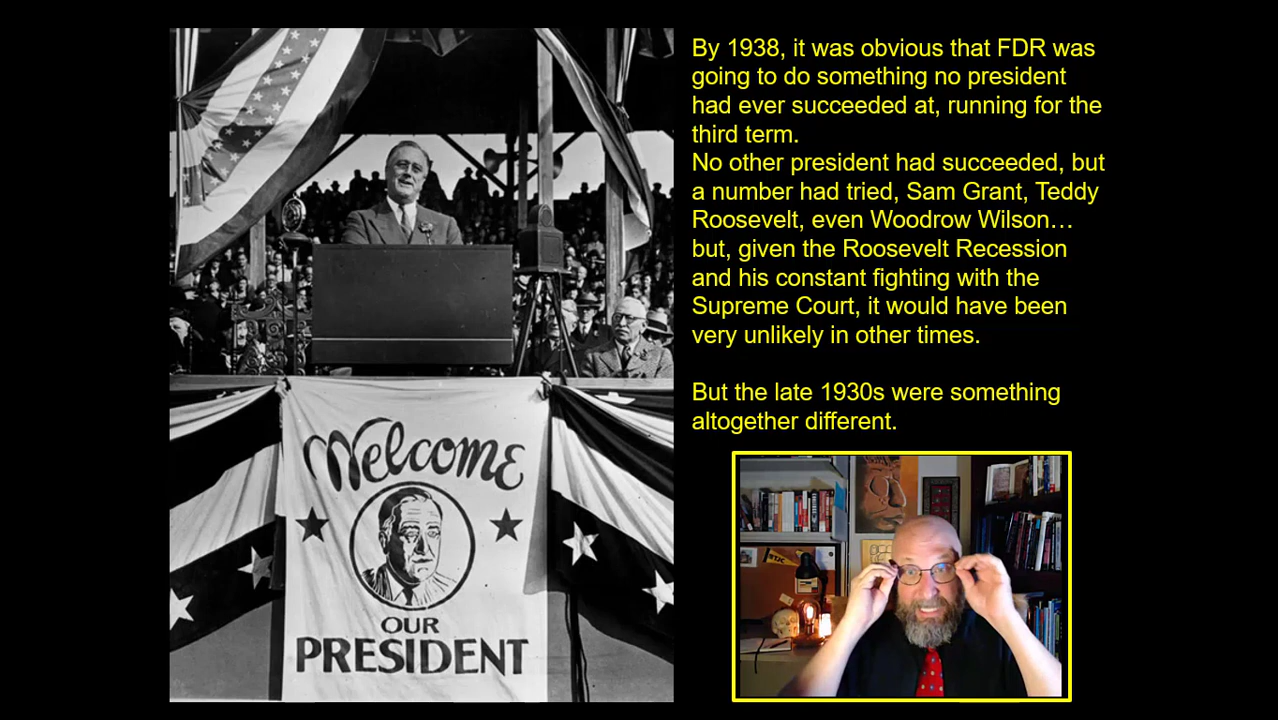 By 1938, it was obvious that FDR was
going to do something no president
had ever succeeded at, running for the
third term.
No other president had succeeded, but
a number had tried, Sam Grant, Teddy
Roosevelt, even Woodrow Wilson…
but, given the Roosevelt Recession
and his constant fighting with the
Supreme Court, it would have been
very unlikely in other times.
But the late 1930s were something
altogether different.
Welcome
OUR
PRESIDENT